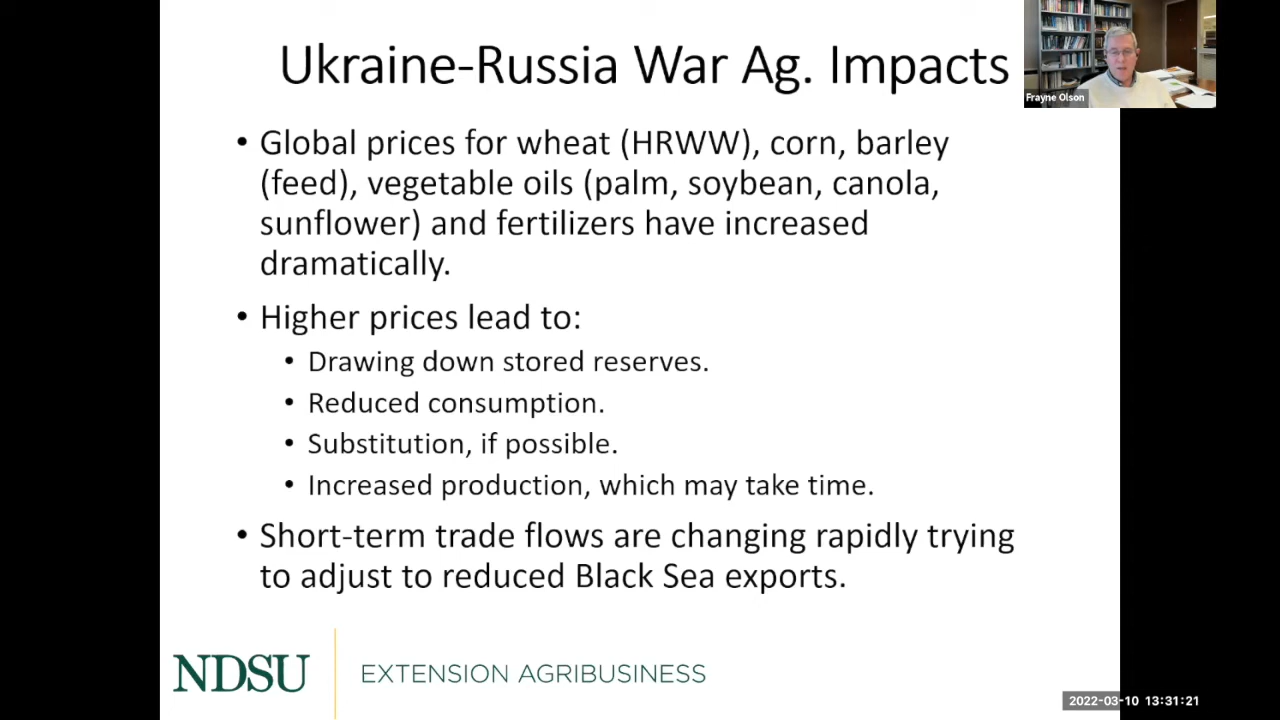 Ukraine-Russia War Ag. Impacts
Frayne Olson
• Global prices for wheat (HRWW), corn, barley
(feed), vegetable oils (palm, soybean, canola,
sunflower) and fertilizers have increased
dramatically.
• Higher prices lead to:
• Drawing down stored reserves.
• Reduced consumption.
• Substitution, if possible.
• Increased production, which may take time.
• Short-term trade flows are changing rapidly trying
to adjust to reduced Black Sea exports.
NDSU EXTENSION AGRIBUSINESS
2022-03-10 13:31:21